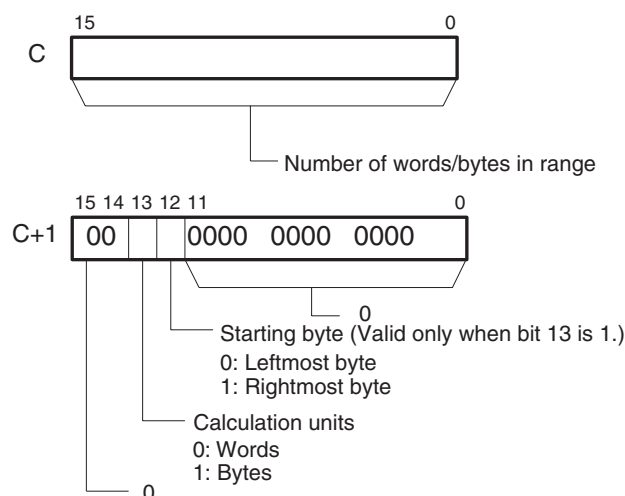 15 0
C
Number of words/bytes in range
15 14 13 12 11 0
C+1 00 0000 0000 0000
0
Starting byte (Valid only when bit 13 is 1.)
0: Leftmost byte
1: Rightmost byte
Calculation units
0: Words
1: Bytes
0